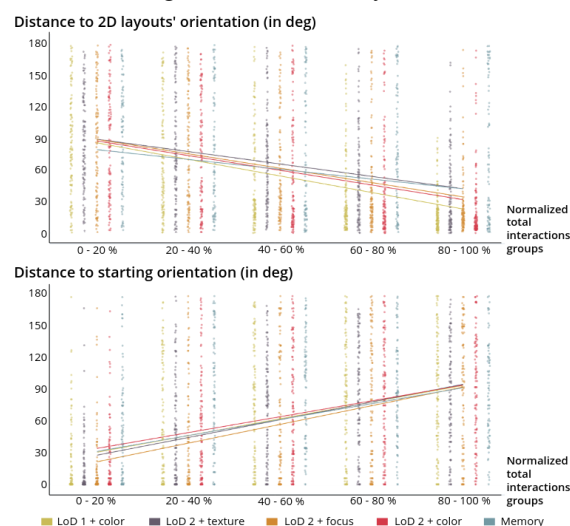 Distance to 2D layouts' orientation (in deg)
180
150
120
90
60
30
0
0 - 20 %
20 - 40 %
40 - 60 %
60 - 80 %
80 - 100 %
Normalized
total
interactions
groups
Distance to starting orientation (in deg)
180
150
120
90
60
30
0
0 - 20 %
20 - 40 %
40 - 60 %
60 - 80 %
80 - 100 %
Normalized
total
interactions
groups
LoD 1 + color
LoD 2 + texture
LoD 2 + focus
LoD 2 + color
Memory